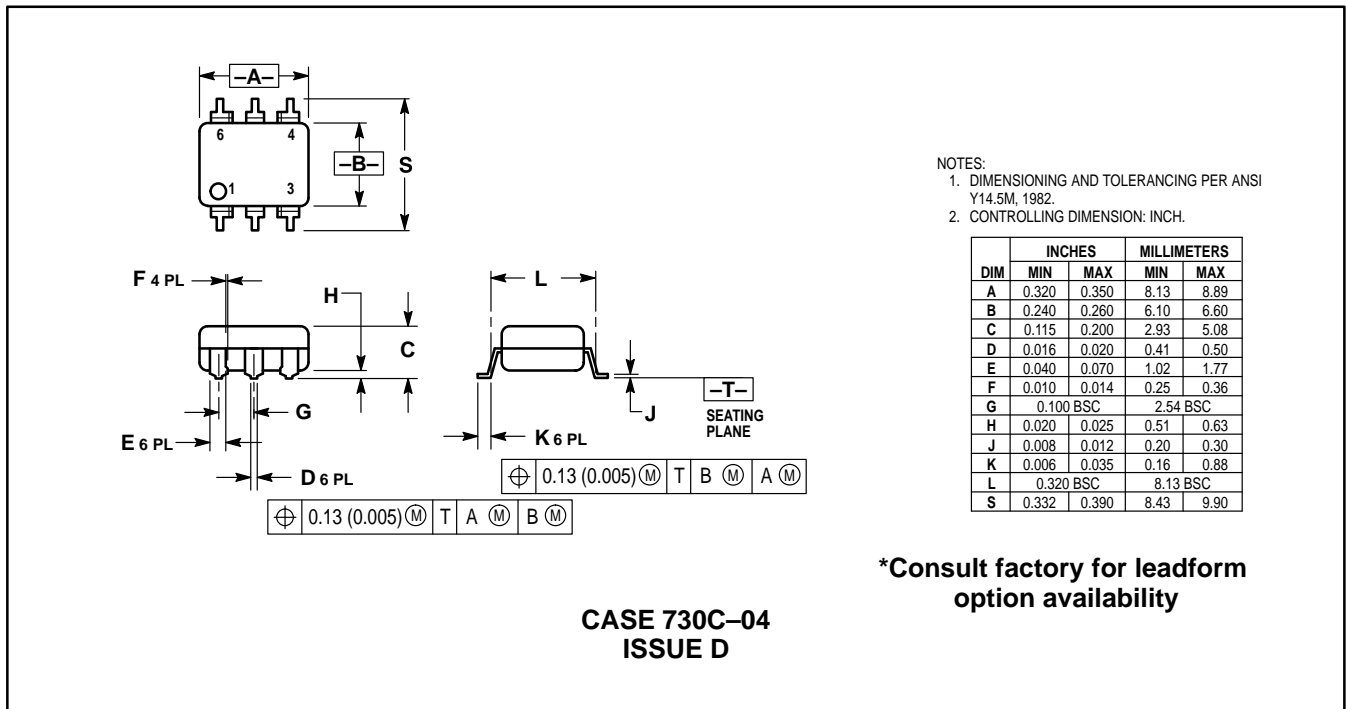 –A–
6 4
–B– S
1 3
F 4 PL
H
C
L
G
E 6 PL
D 6 PL
K 6 PL
J
–T–
SEATING
PLANE
⌖ 0.13 (0.005) Ⓜ T B Ⓜ A Ⓜ
⌖ 0.13 (0.005) Ⓜ T A Ⓜ B Ⓜ
NOTES:
1. DIMENSIONING AND TOLERANCING PER ANSI
Y14.5M, 1982.
2. CONTROLLING DIMENSION: INCH.
INCHES MILLIMETERS
DIM MIN MAX MIN MAX
A 0.320 0.350 8.13 8.89
B 0.240 0.260 6.10 6.60
C 0.115 0.200 2.93 5.08
D 0.016 0.020 0.41 0.50
E 0.040 0.070 1.02 1.77
F 0.010 0.014 0.25 0.36
G 0.100 BSC 2.54 BSC
H 0.020 0.025 0.51 0.63
J 0.008 0.012 0.20 0.30
K 0.006 0.035 0.16 0.88
L 0.320 BSC 8.13 BSC
S 0.332 0.390 8.43 9.90
*Consult factory for leadform
option availability
CASE 730C–04
ISSUE D